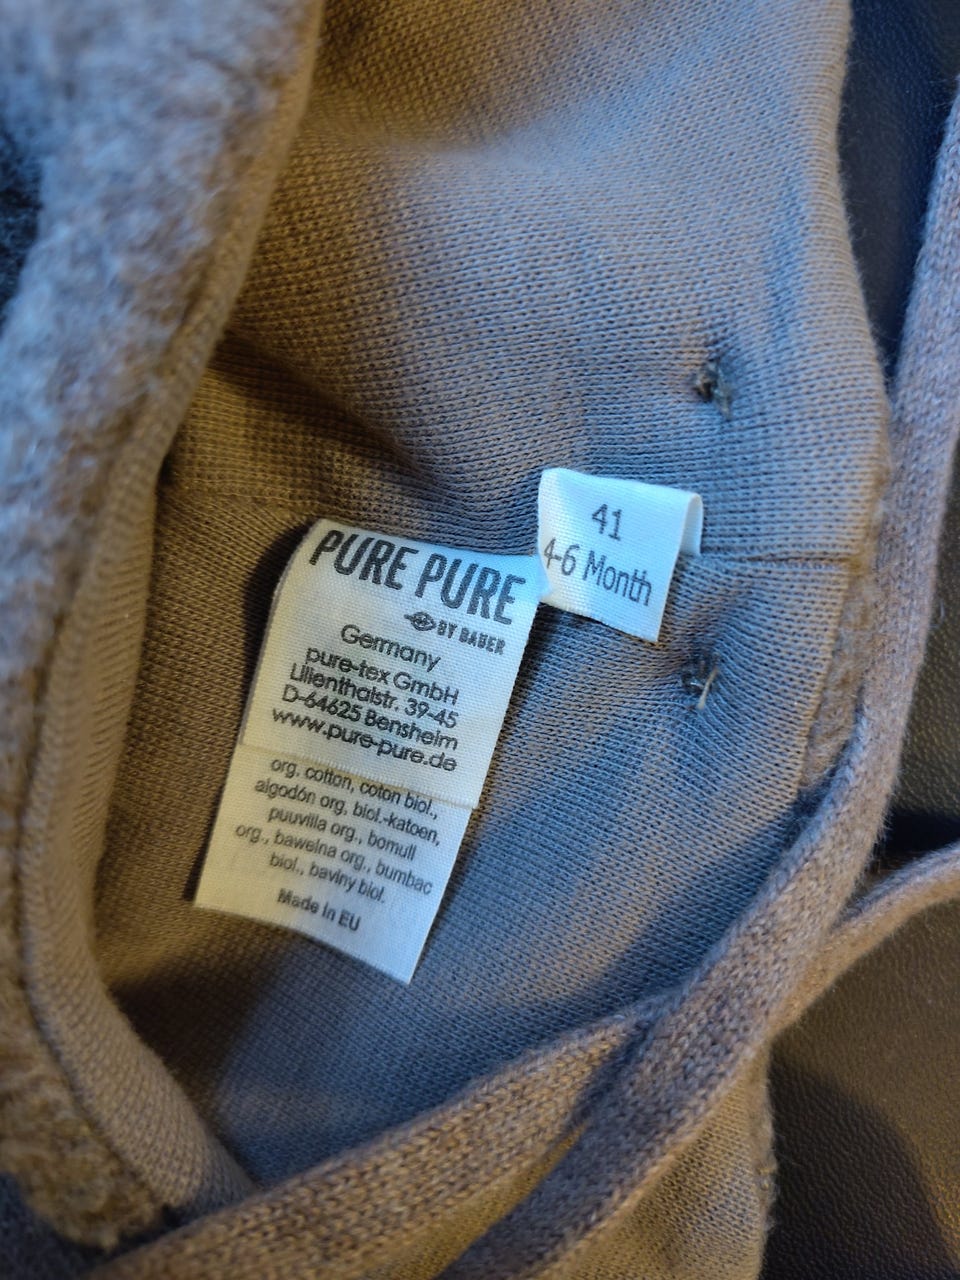 41
4-6 Month
PURE PURE
BY BAUER
Germany
pure-tex GmbH
Lilienthalstr. 39-45
D-64625 Bensheim
www.pure-pure.de
org. cotton, coton biol.,
algodón org, biol.-katoen,
puuvilla org., bomull
org., bawełna org., bumbac
biol., bavlny biol.
Made in EU